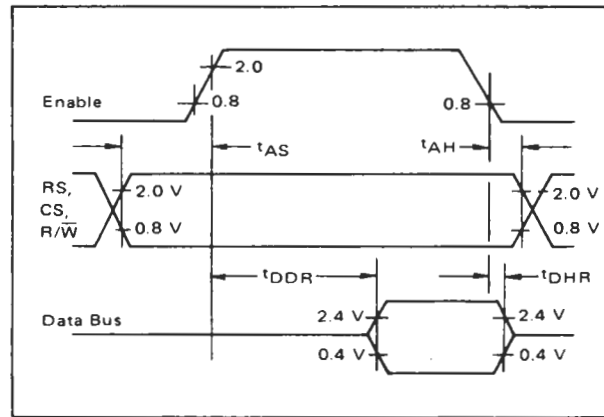 2.0
Enable
0.8
0.8
tAS
tAH
RS,
CS,
R/W̅
2.0 V
0.8 V
2.0 V
0.8 V
tDDR
tDHR
Data Bus
2.4 V
0.4 V
2.4 V
0.4 V